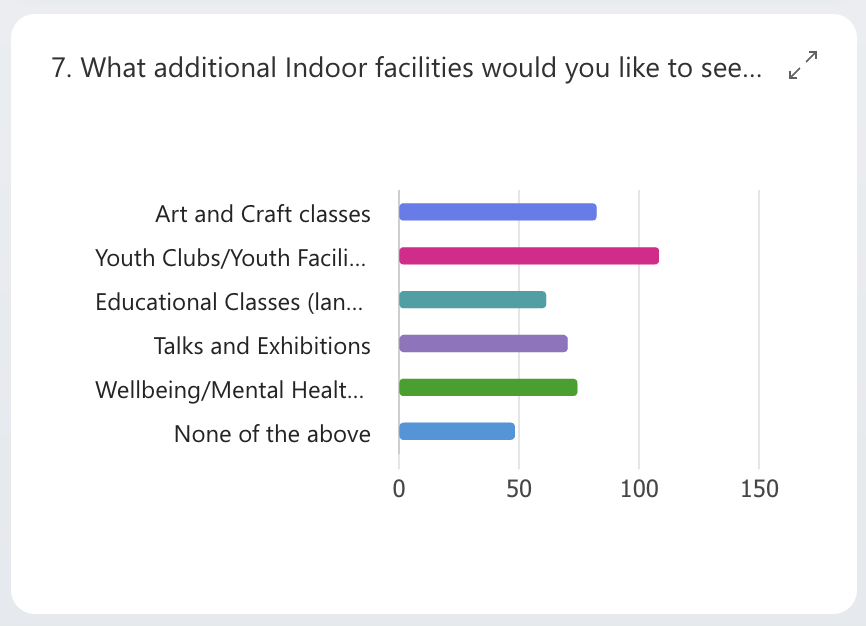 7. What additional Indoor facilities would you like to see...
Art and Craft classes
Youth Clubs/Youth Facili...
Educational Classes (lan...
Talks and Exhibitions
Wellbeing/Mental Healt...
None of the above
0 50 100 150